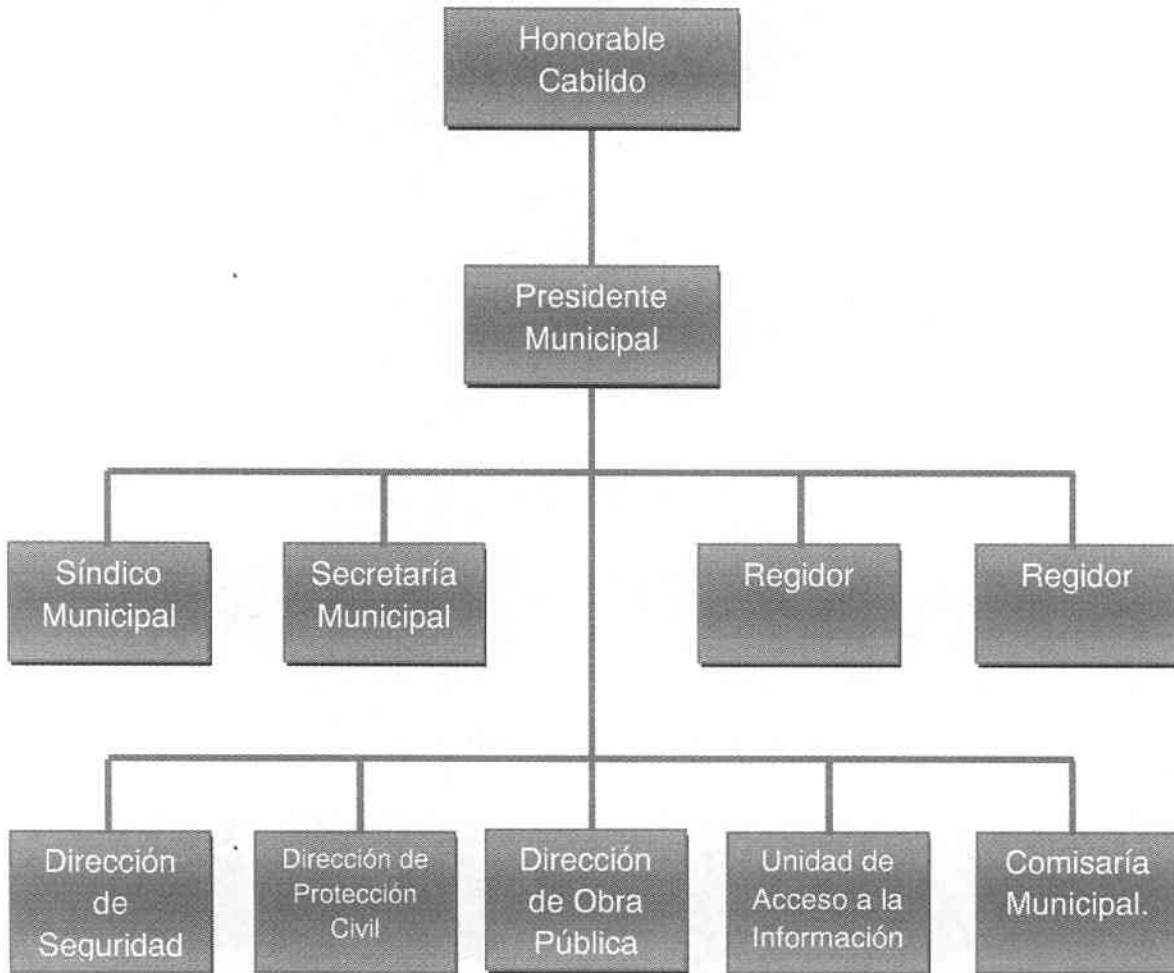 Honorable
Cabildo
Presidente
Municipal
Síndico
Municipal
Secretaría
Municipal
Regidor
Regidor
Dirección
de
Seguridad
Dirección de
Protección
Civil
Dirección
de Obra
Pública
Unidad de
Acceso a la
Información
Comisaría
Municipal.